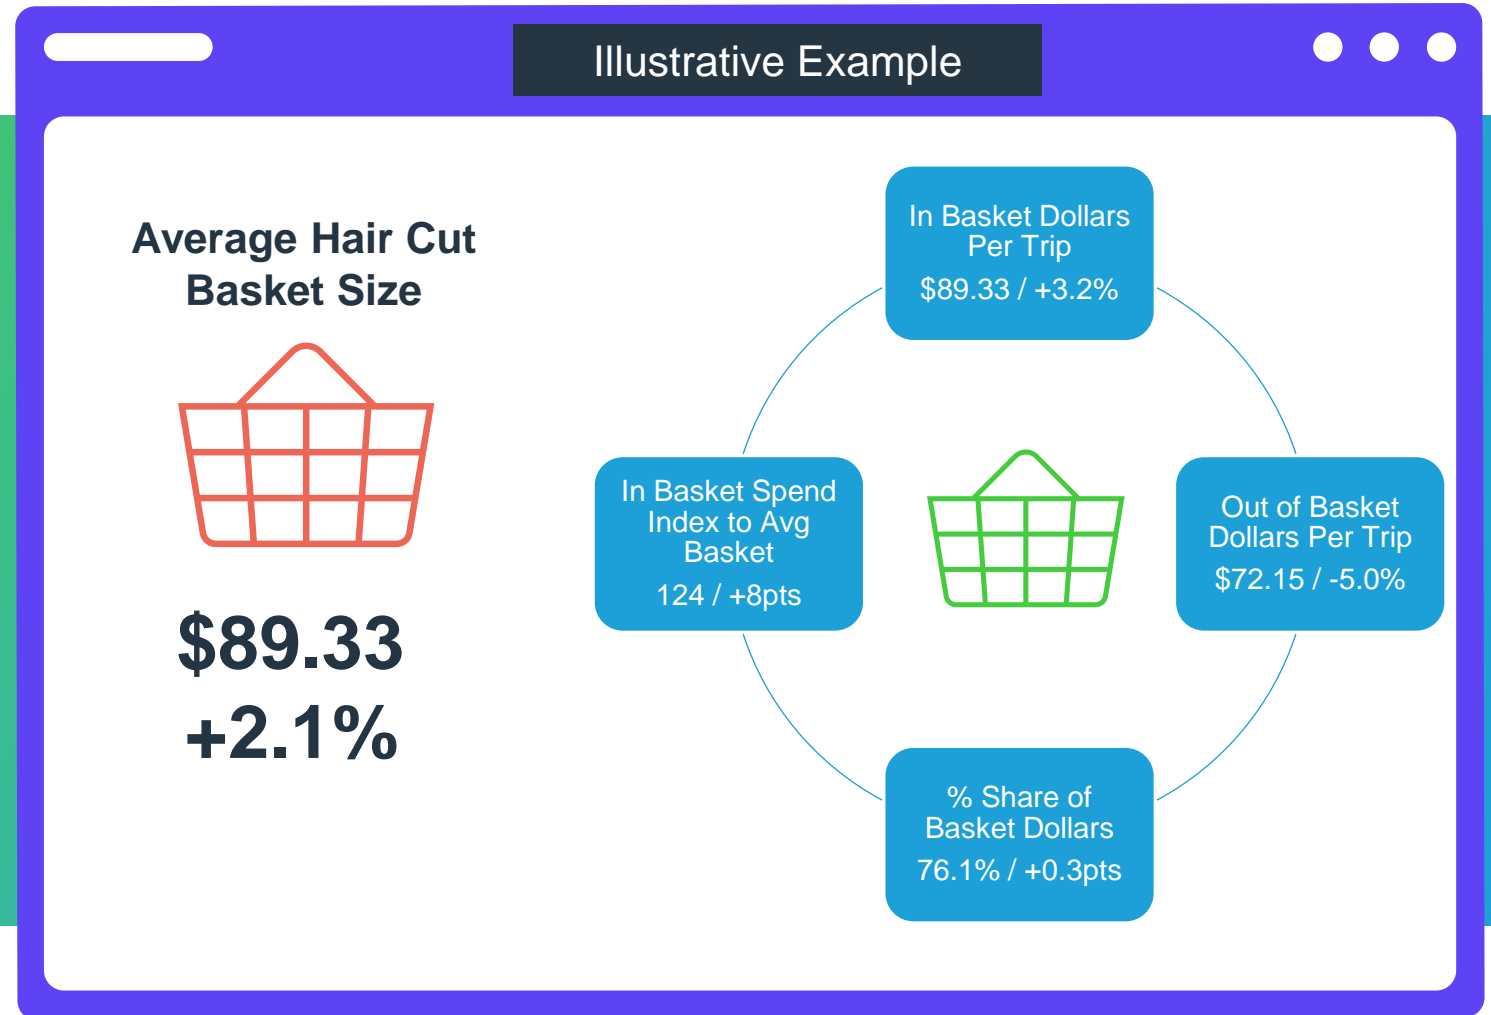 Illustrative Example
Average Hair Cut
Basket Size
$89.33
+2.1%
In Basket Dollars
Per Trip
$89.33 / +3.2%
In Basket Spend
Index to Avg
Basket
124 / +8pts
Out of Basket
Dollars Per Trip
$72.15 / -5.0%
% Share of
Basket Dollars
76.1% / +0.3pts